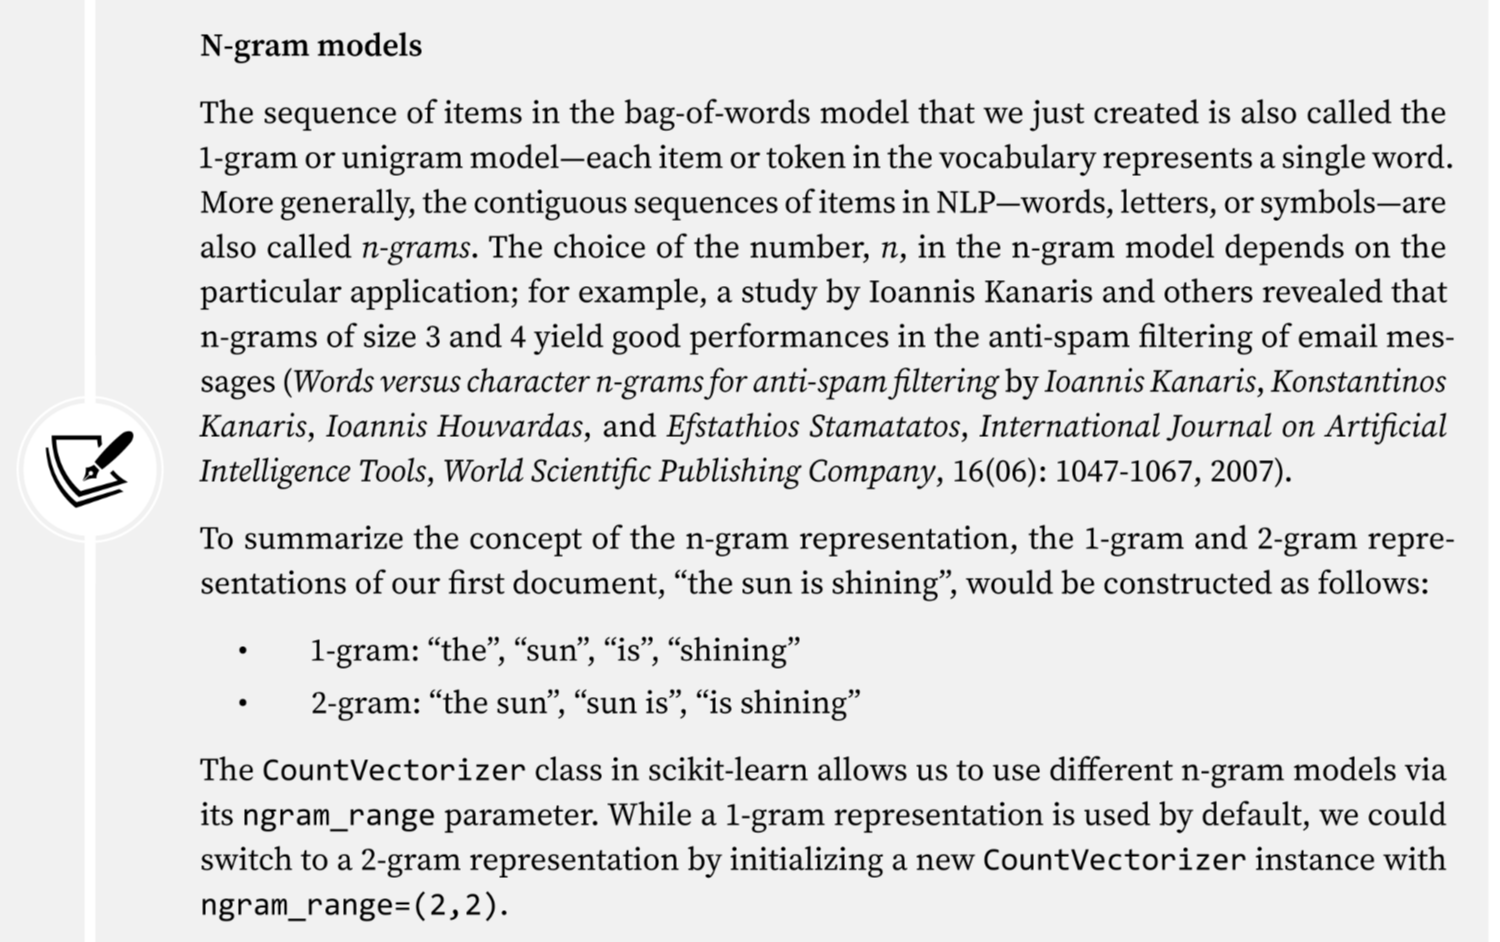 N-gram models
The sequence of items in the bag-of-words model that we just created is also called the
1-gram or unigram model—each item or token in the vocabulary represents a single word.
More generally, the contiguous sequences of items in NLP—words, letters, or symbols—are
also called n-grams. The choice of the number, n, in the n-gram model depends on the
particular application; for example, a study by Ioannis Kanaris and others revealed that
n-grams of size 3 and 4 yield good performances in the anti-spam filtering of email mes-
sages (Words versus character n-grams for anti-spam filtering by Ioannis Kanaris, Konstantinos
Kanaris, Ioannis Houvardas, and Efstathios Stamatatos, International Journal on Artificial
Intelligence Tools, World Scientific Publishing Company, 16(06): 1047-1067, 2007).
To summarize the concept of the n-gram representation, the 1-gram and 2-gram repre-
sentations of our first document, “the sun is shining”, would be constructed as follows:
• 1-gram: “the”, “sun”, “is”, “shining”
• 2-gram: “the sun”, “sun is”, “is shining”
The CountVectorizer class in scikit-learn allows us to use different n-gram models via
its ngram_range parameter. While a 1-gram representation is used by default, we could
switch to a 2-gram representation by initializing a new CountVectorizer instance with
ngram_range=(2,2).